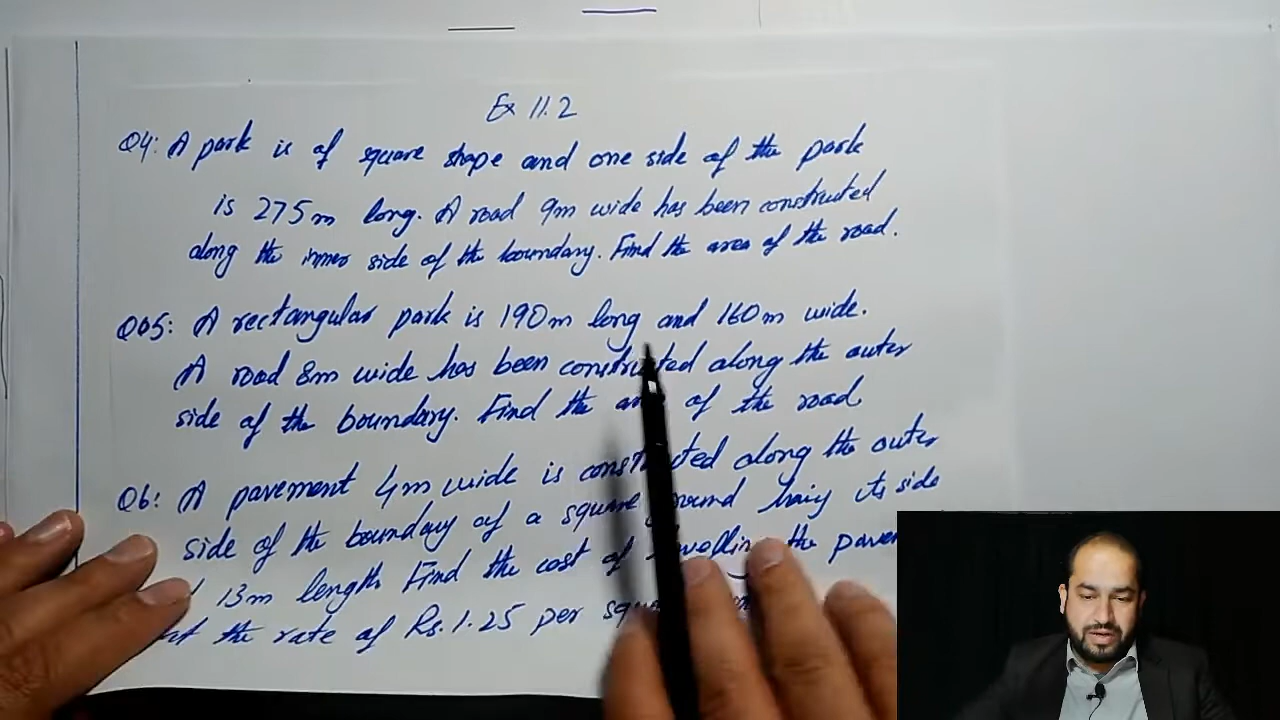 Ex 11.2
Q4: A park is of square shape and one side of the park
is 275m long. A road 9m wide has been constructed
along the inner side of the boundary. Find the area of the road.
Q05: A rectangular park is 190m long and 160m wide.
A road 8m wide has been constructed along the outer
side of the boundary. Find the of the road.
Q6: A pavement 4m wide is constructed along the outer
side of the boundary of a square its side
13m length Find the cost of the
the rate of Rs. 1.25 per